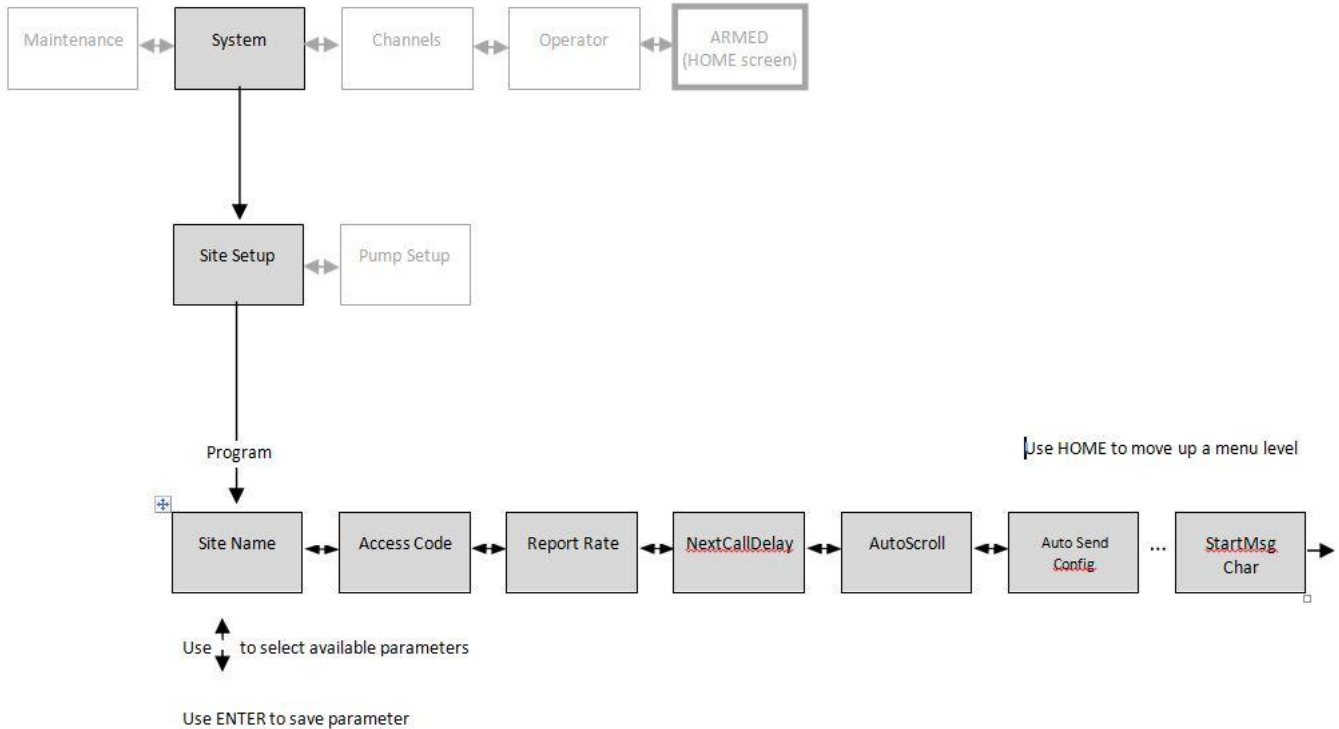 Maintenance
System
Channels
Operator
ARMED
(HOME screen)
Site Setup
Pump Setup
Program
Use HOME to move up a menu level
Site Name
Access Code
Report Rate
NextCallDelay
AutoScroll
Auto Send
Config
...
StartMsg
Char
Use to select available parameters
Use ENTER to save parameter